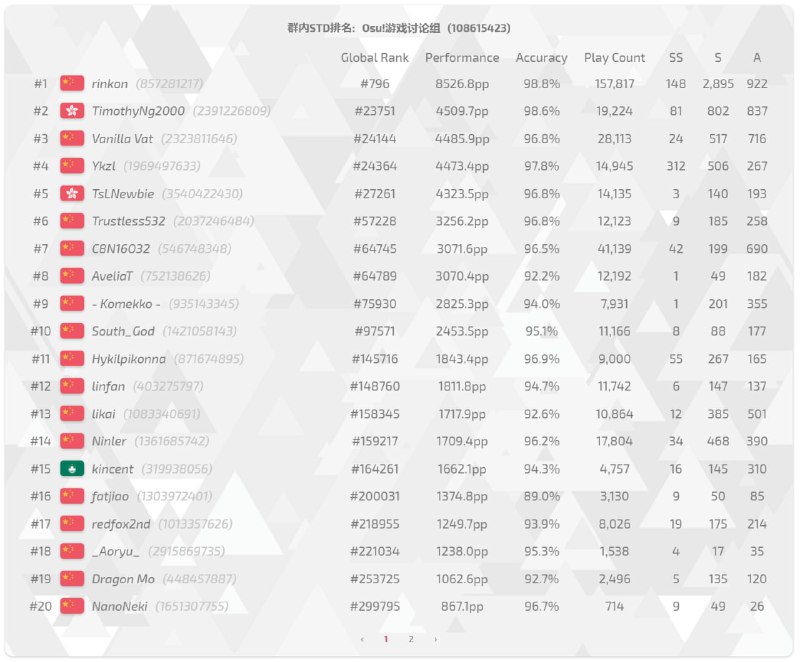 群内STD排名: Osu!游戏讨论组 (108615423)
Global Rank Performance Accuracy Play Count SS S A
#1 rinkon (857281217) #796 8526.8pp 98.8% 157,817 148 2,895 922
#2 TimothyNg2000 (2391226809) #23751 4509.7pp 98.6% 19,224 81 802 837
#3 Vanilla Vat (2323811646) #24144 4485.9pp 96.8% 28,113 24 517 716
#4 Ykzl (1969497633) #24364 4473.4pp 97.8% 14,945 312 506 267
#5 TsLNewbie (3540422430) #27261 4323.5pp 96.8% 14,135 3 140 193
#6 Trustless532 (2037246484) #57228 3256.2pp 96.8% 12,123 9 185 258
#7 CBN16032 (546748348) #64745 3071.6pp 96.5% 41,139 42 199 690
#8 AveliaT (752138626) #64789 3070.4pp 92.2% 12,192 1 49 182
#9 - Komekko - (935143345) #75930 2825.3pp 94.0% 7,931 1 201 355
#10 South_God (1421058143) #97571 2453.5pp 95.1% 11,166 8 88 177
#11 Hykilpikonna (871674895) #145716 1843.4pp 96.9% 9,000 55 267 165
#12 linfan (403275797) #148760 1811.8pp 94.7% 11,742 6 147 137
#13 likai (1083340691) #158345 1717.9pp 92.6% 10,864 12 385 501
#14 Ninler (1361685742) #159217 1709.4pp 96.2% 17,804 34 468 390
#15 kincent (319938056) #164261 1662.1pp 94.3% 4,757 16 145 310
#16 fatjiao (1303972401) #200031 1374.8pp 89.0% 3,130 9 50 85
#17 redfox2nd (1013357626) #218955 1249.7pp 93.9% 8,026 19 175 214
#18 _Aoryu_ (2915869735) #221034 1238.0pp 95.3% 1,538 4 17 35
#19 Dragon Mo (448457887) #253725 1062.6pp 92.7% 2,496 5 135 120
#20 NanoNeki (1651307755) #299795 867.1pp 96.7% 714 9 49 26
‹ 1 2 ›